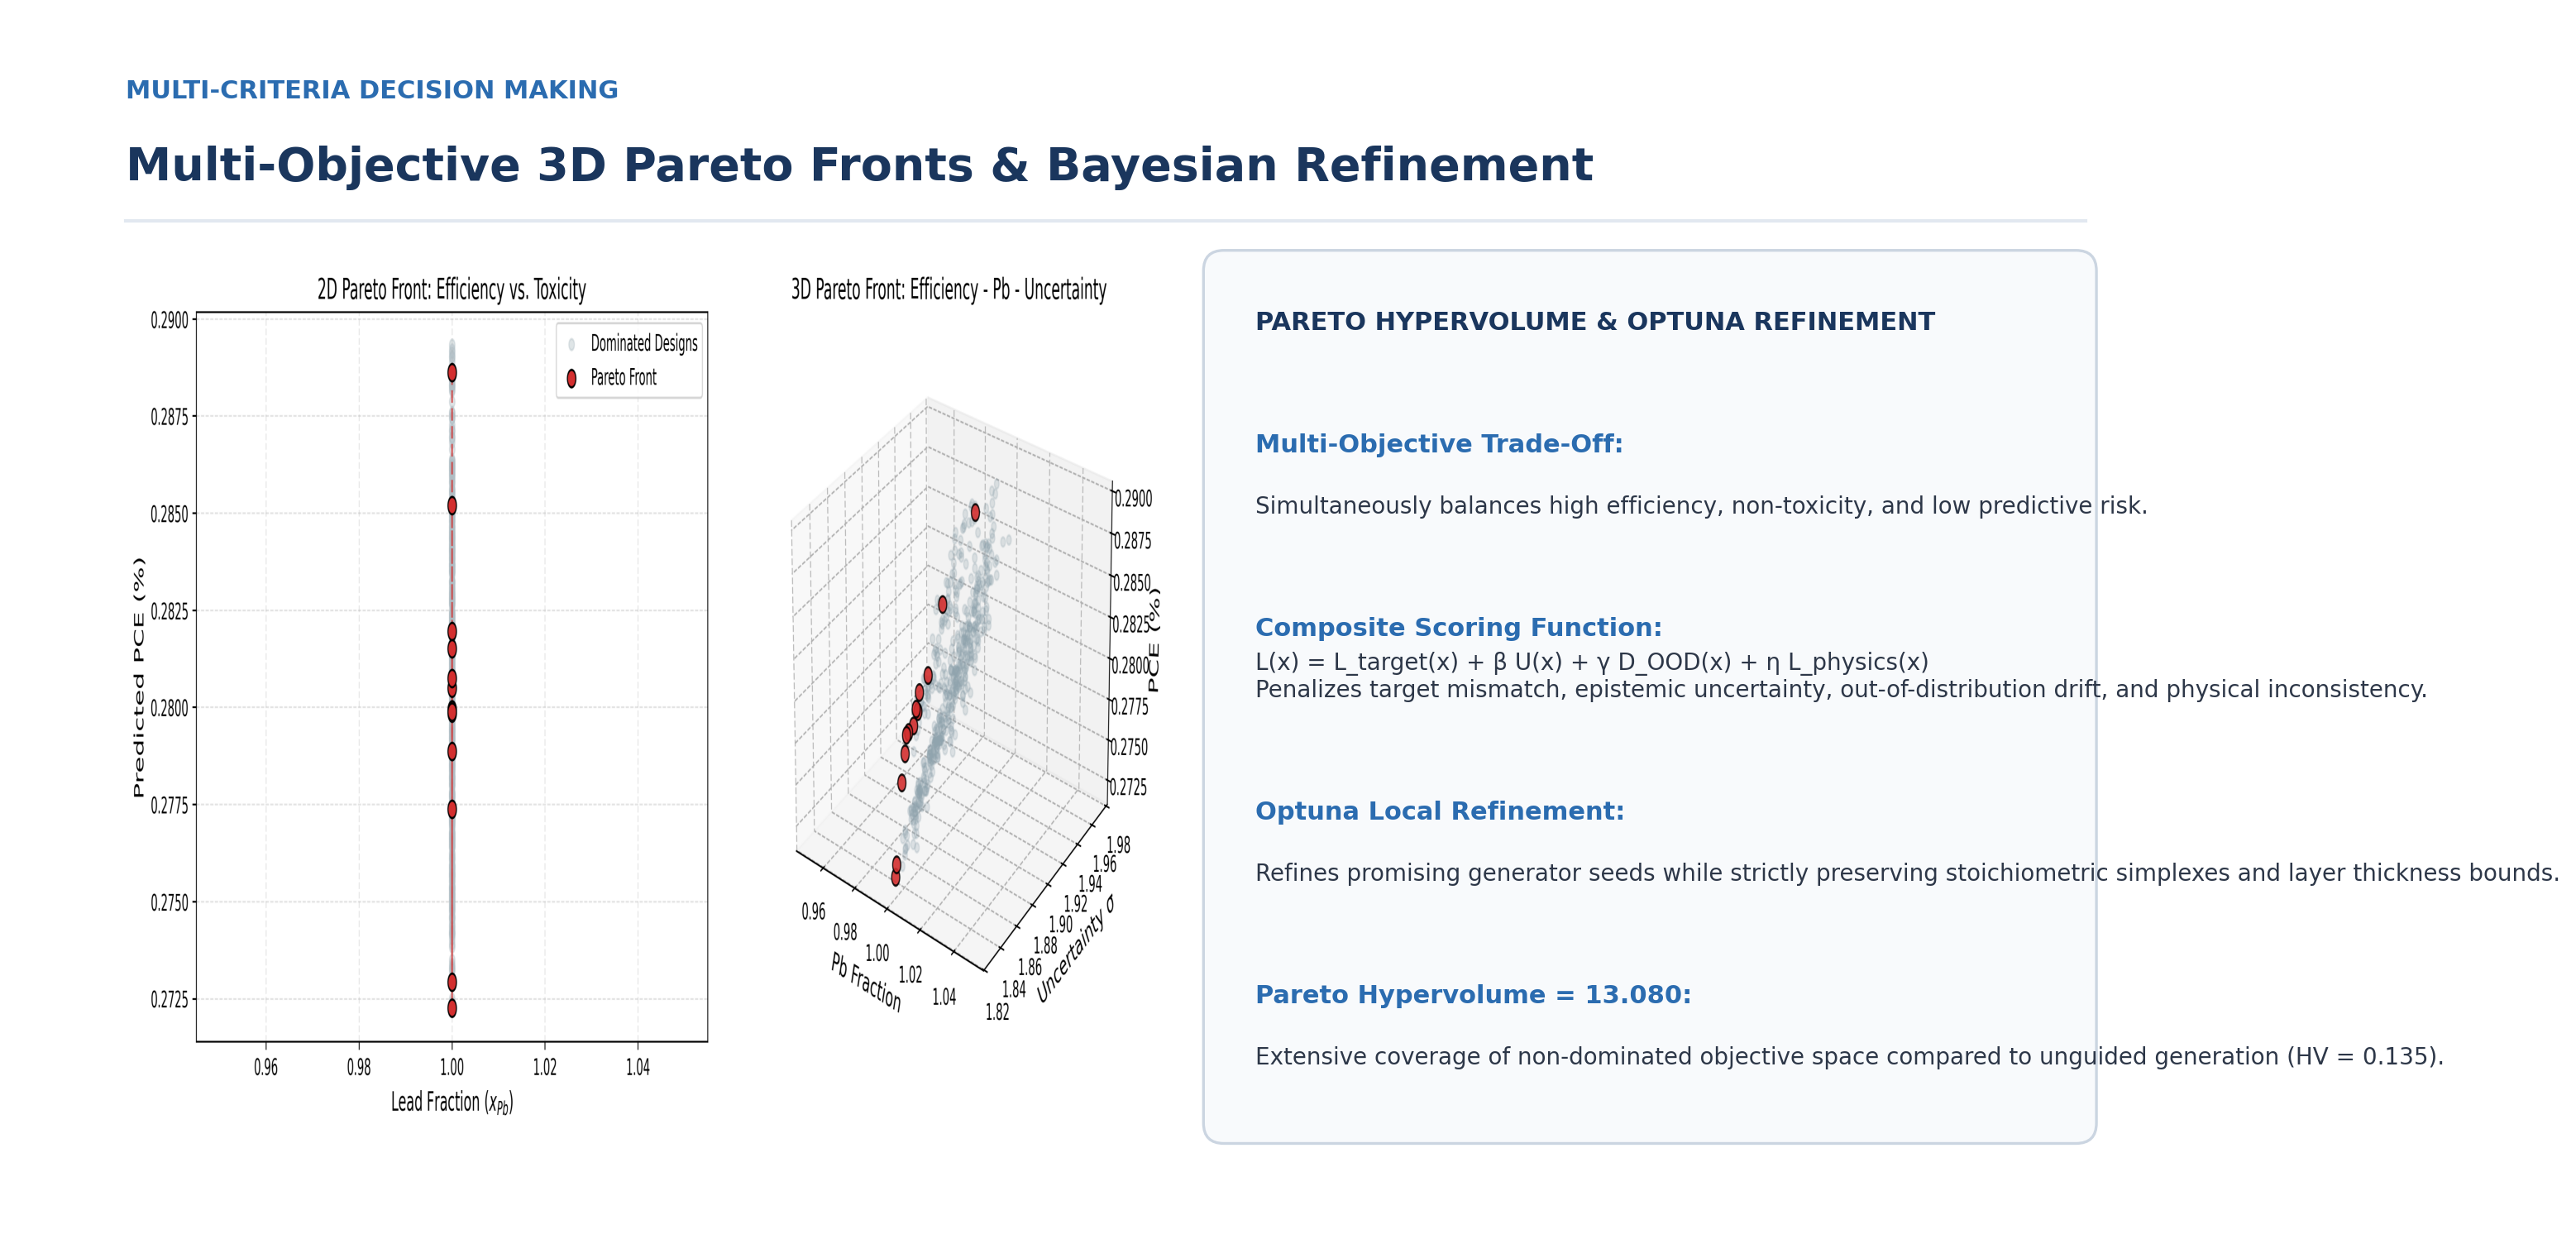 MULTI-CRITERIA DECISION MAKING
Multi-Objective 3D Pareto Fronts & Bayesian Refinement
2D Pareto Front: Efficiency vs. Toxicity
Dominated Designs
Pareto Front
Predicted PCE (%)
0.2900
0.2875
0.2850
0.2825
0.2800
0.2775
0.2750
0.2725
0.96
0.98
1.00
1.02
1.04
Lead Fraction (xPb)
3D Pareto Front: Efficiency - Pb - Uncertainty
0.2900
0.2875
0.2850
0.2825
0.2800
0.2775
0.2750
0.2725
PCE (%)
1.98
1.96
1.94
1.92
1.90
1.88
1.86
1.84
1.82
Uncertainty σ
0.96
0.98
1.00
1.02
1.04
Pb Fraction
PARETO HYPERVOLUME & OPTUNA REFINEMENT
Multi-Objective Trade-Off:
Simultaneously balances high efficiency, non-toxicity, and low predictive risk.
Composite Scoring Function:
L(x) = L_target(x) + β U(x) + γ D_OOD(x) + η L_physics(x)
Penalizes target mismatch, epistemic uncertainty, out-of-distribution drift, and physical inconsistency.
Optuna Local Refinement:
Refines promising generator seeds while strictly preserving stoichiometric simplexes and layer thickness bounds.
Pareto Hypervolume = 13.080:
Extensive coverage of non-dominated objective space compared to unguided generation (HV = 0.135).